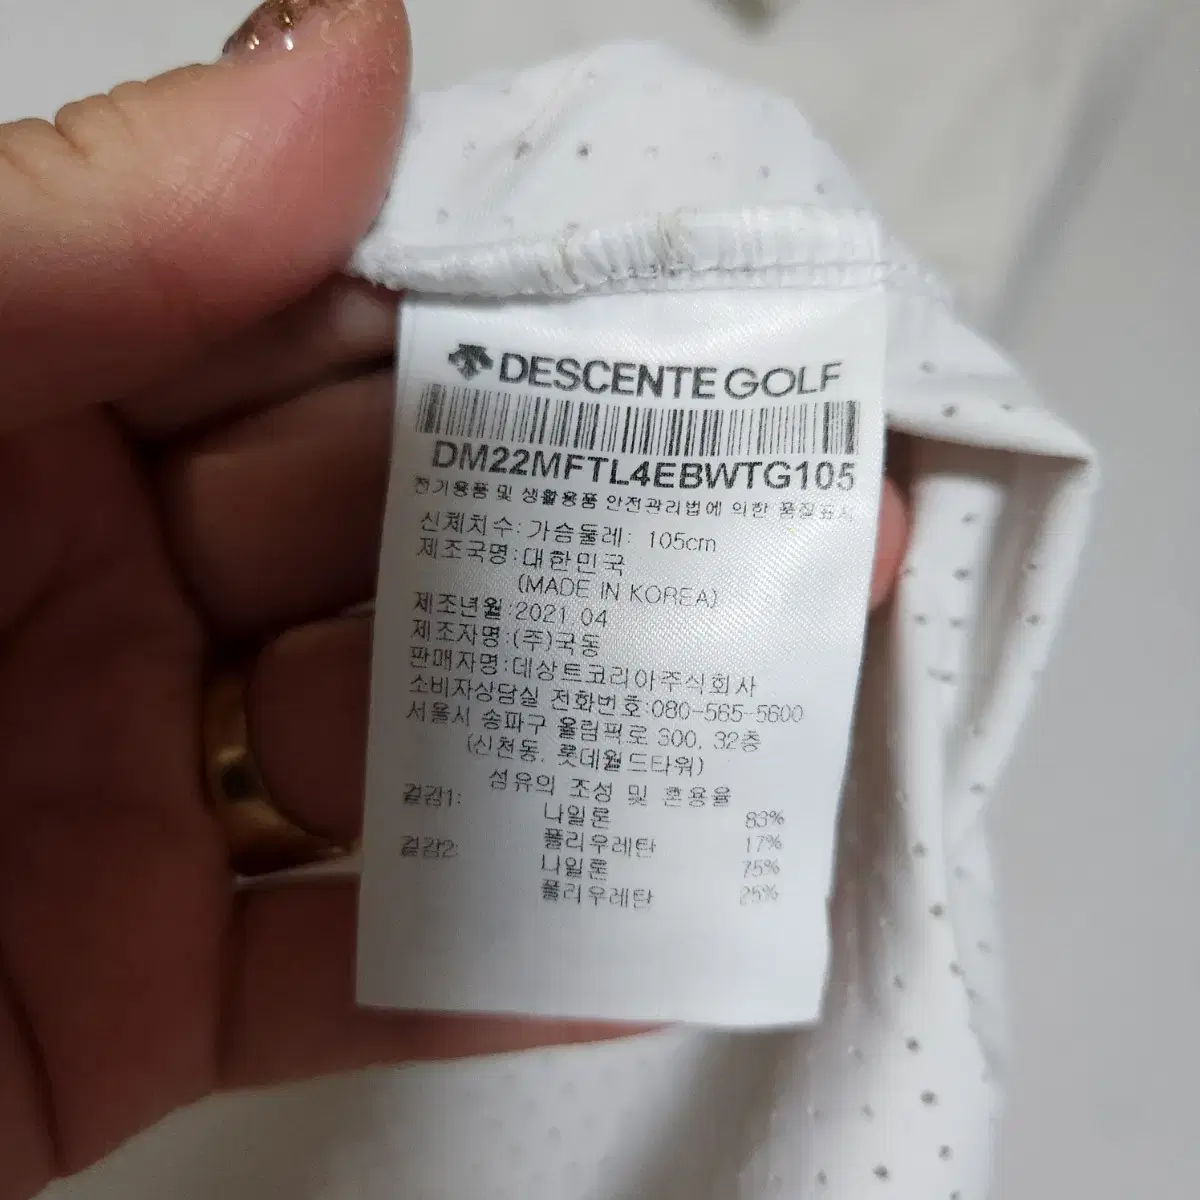 DESCENTE GOLF
DM22MFTL4EBWTG105
전기용품 및 생활용품 안전관리법에 의한 품질표시
신체치수: 가슴둘레: 105cm
제조국명:대한민국
(MADE IN KOREA)
제조년월:2021 04
제조자명:(주)국동
판매자명:데상트코리아주식회사
소비자상담실 전화번호:080-565-5600
서울시 송파구 올림픽로 300, 32층
(신천동, 롯데월드타워)
섬유의 조성 및 혼용율
겉감1: 나일론 83%
폴리우레탄 17%
겉감2: 나일론 75%
폴리우레탄 25%